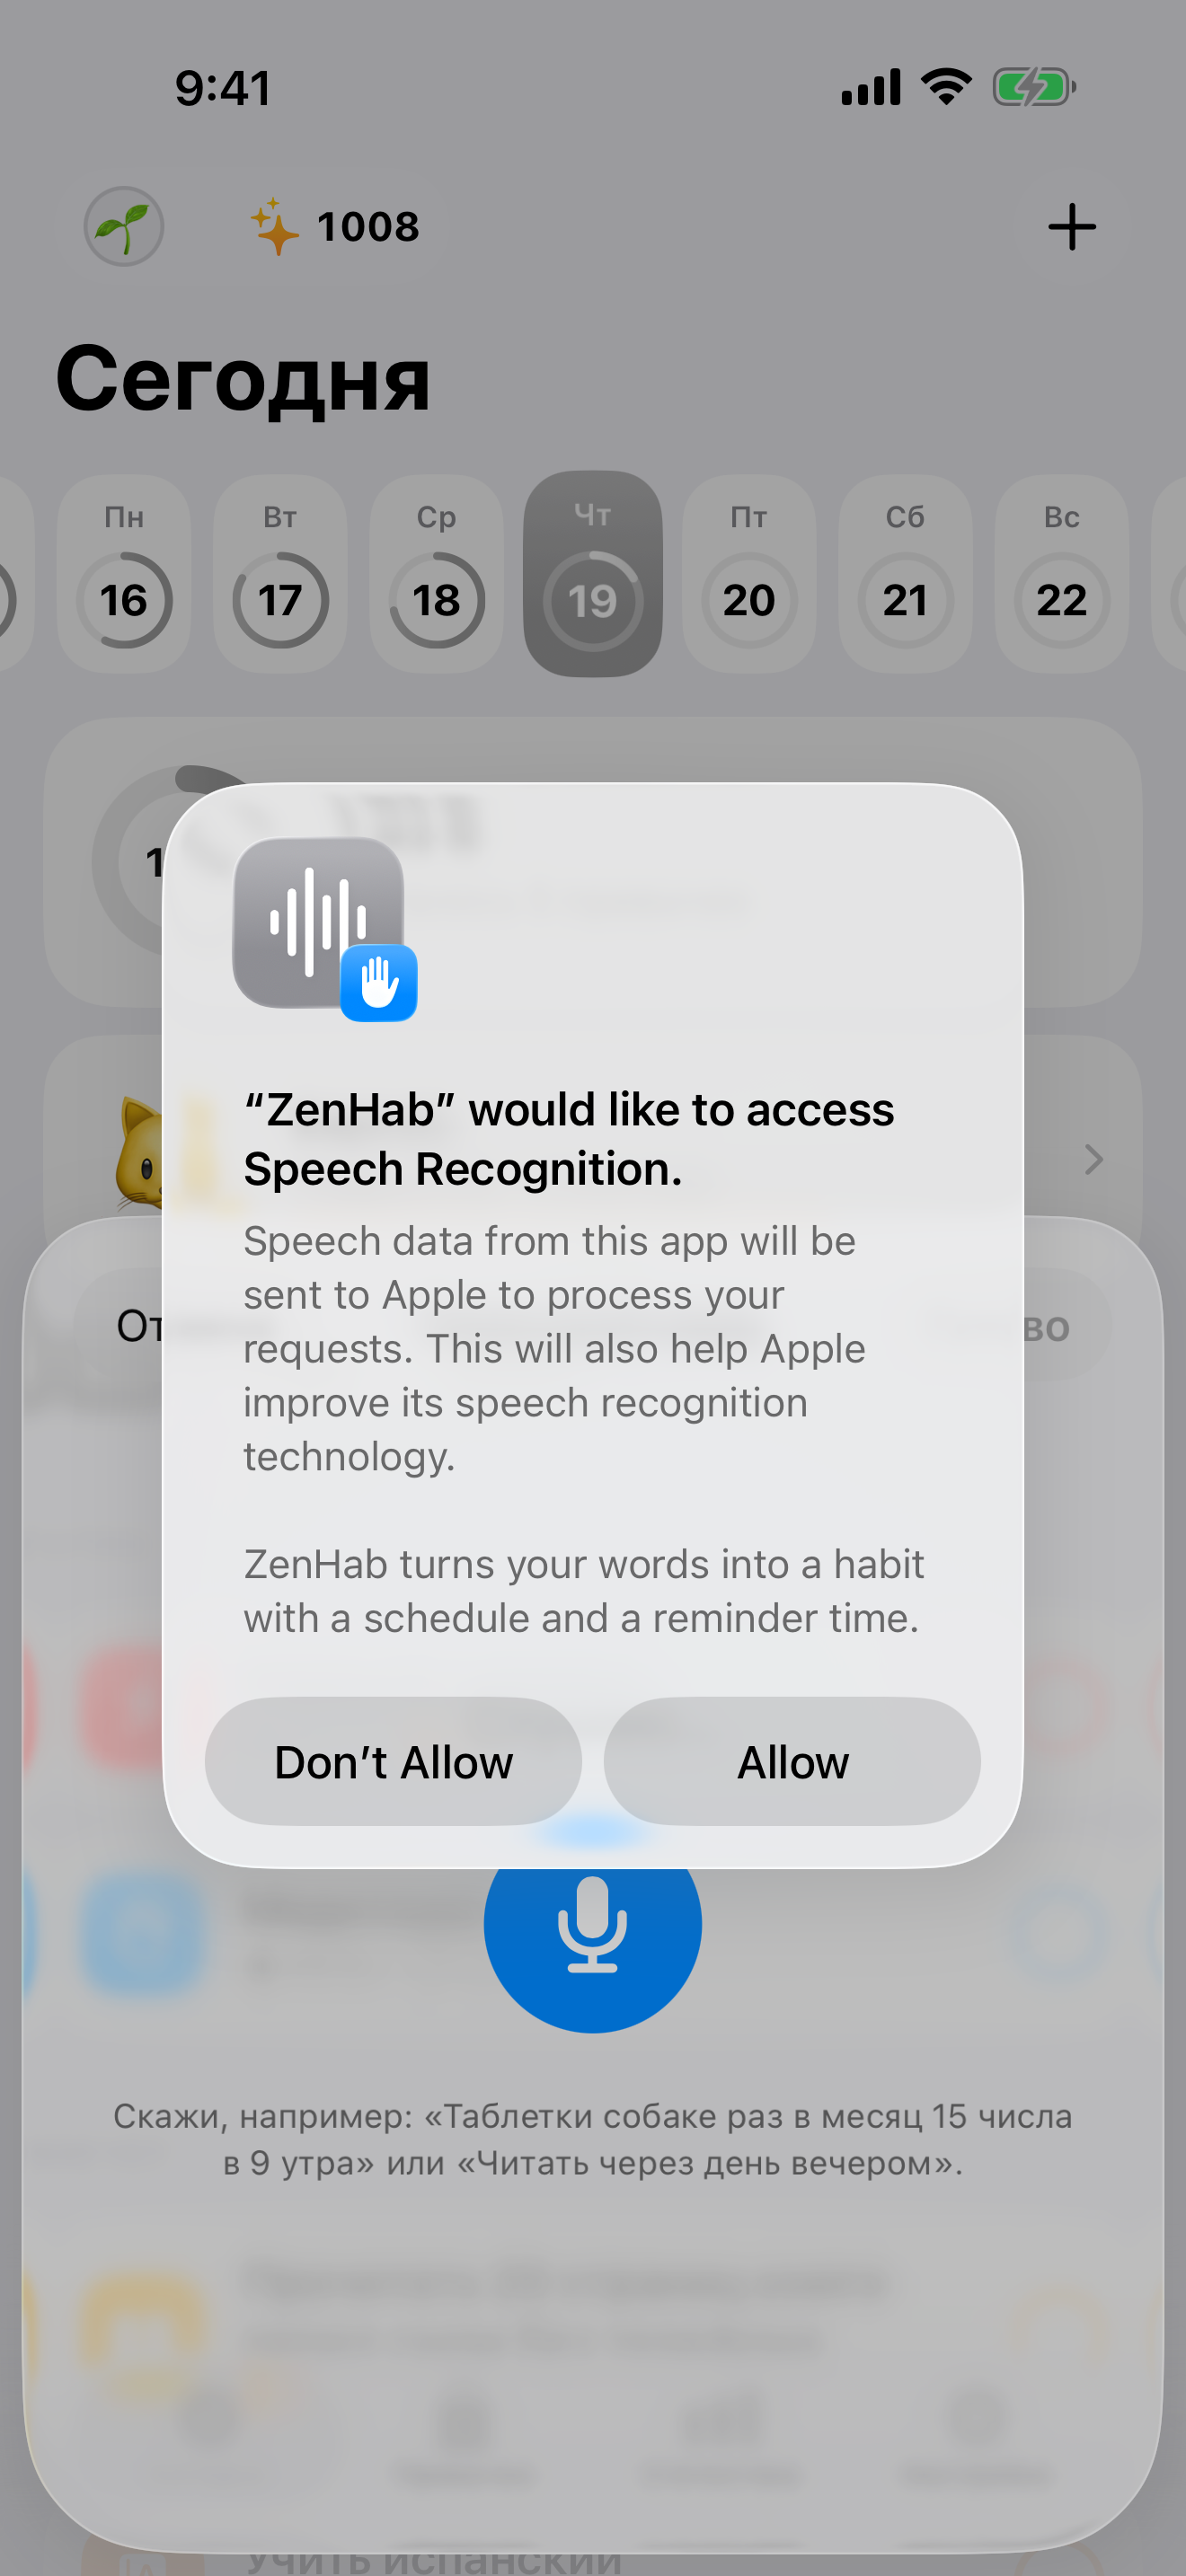 9:41
1008
Сегодня
Пн Вт Ср Чт Пт Сб Вс
16 17 18 19 20 21 22
“ZenHab” would like to access
Speech Recognition.
Speech data from this app will be
sent to Apple to process your
requests. This will also help Apple
improve its speech recognition
technology.
ZenHab turns your words into a habit
with a schedule and a reminder time.
Don’t Allow Allow
Скажи, например: «Таблетки собаке раз в месяц 15 числа
в 9 утра» или «Читать через день вечером».
Учить испанский